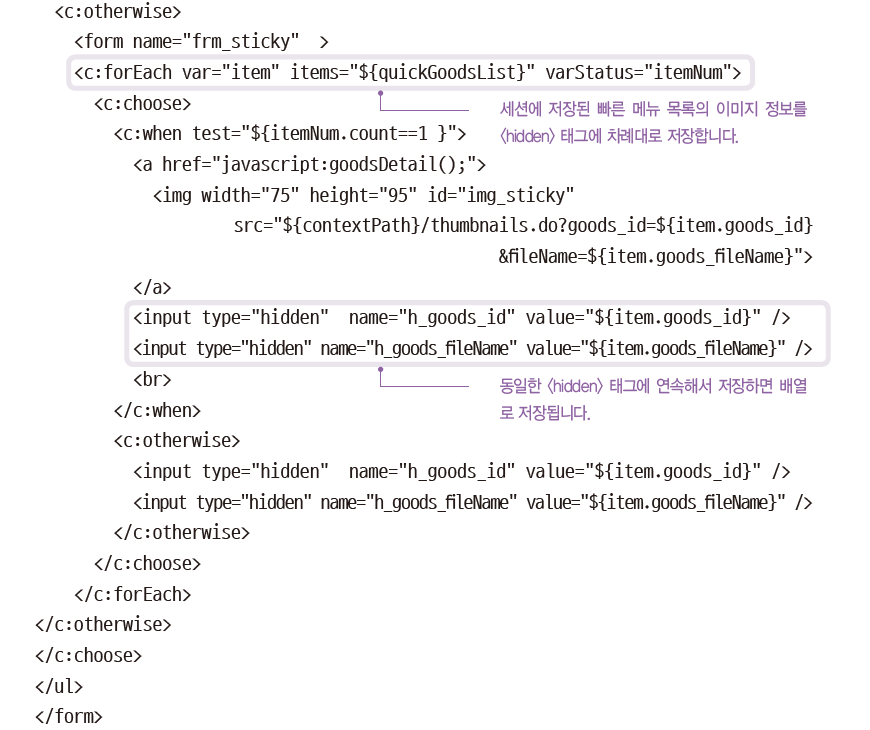 <c:otherwise>
<form name="frm_sticky"  >
<c:forEach var="item" items="${quickGoodsList}" varStatus="itemNum">
<c:choose>
세션에 저장된 빠른 메뉴 목록의 이미지 정보를
<c:when test="${itemNum.count==1 }">
<hidden> 태그에 차례대로 저장합니다.
<a href="javascript:goodsDetail();">
<img width="75" height="95" id="img_sticky"
src="${contextPath}/thumbnails.do?goods_id=${item.goods_id}
&fileName=${item.goods_fileName}">
</a>
<input type="hidden"  name="h_goods_id" value="${item.goods_id}" />
<input type="hidden" name="h_goods_fileName" value="${item.goods_fileName}" />
<br>
동일한 <hidden> 태그에 연속해서 저장하면 배열
로 저장됩니다.
</c:when>
<c:otherwise>
<input type="hidden"  name="h_goods_id" value="${item.goods_id}" />
<input type="hidden" name="h_goods_fileName" value="${item.goods_fileName}" />
</c:otherwise>
</c:choose>
</c:forEach>
</c:otherwise>
</c:choose>
</ul>
</form>